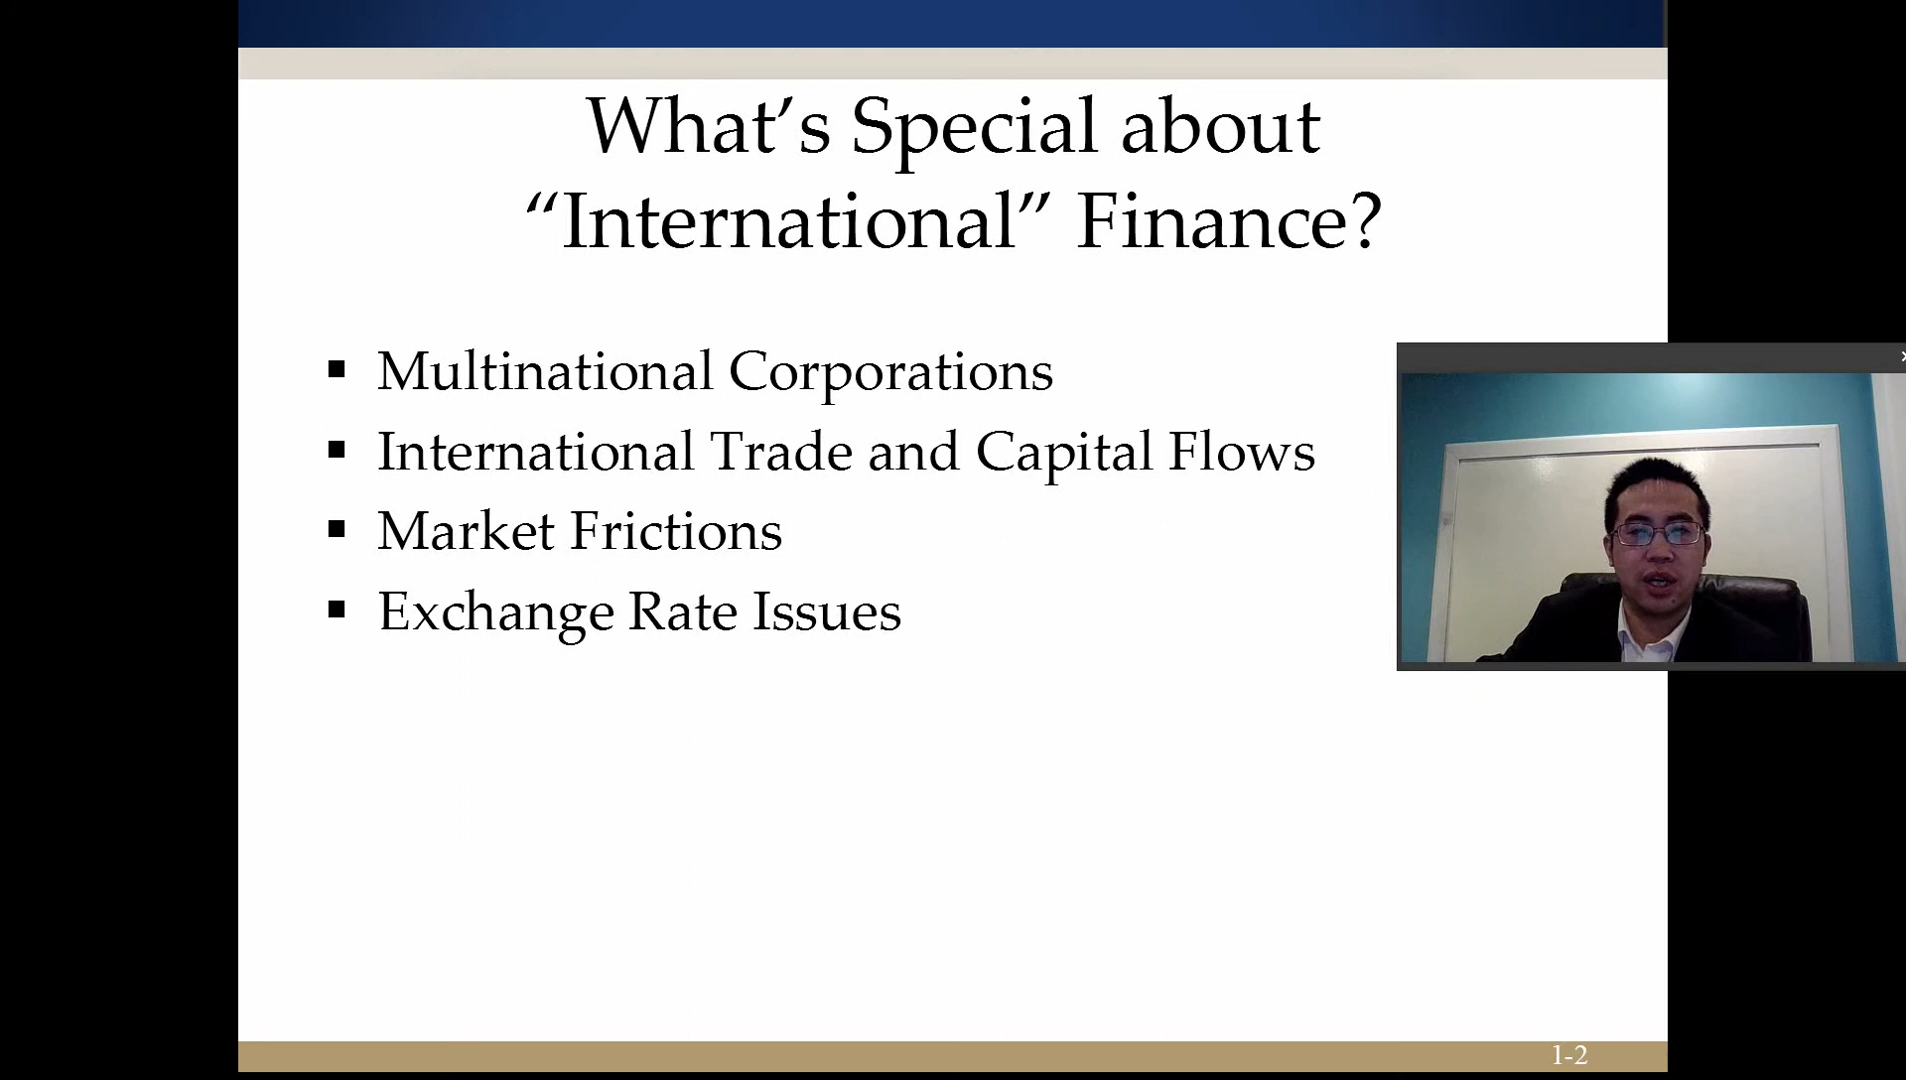 What’s Special about
“International” Finance?
▪ Multinational Corporations
▪ International Trade and Capital Flows
▪ Market Frictions
▪ Exchange Rate Issues
1-2